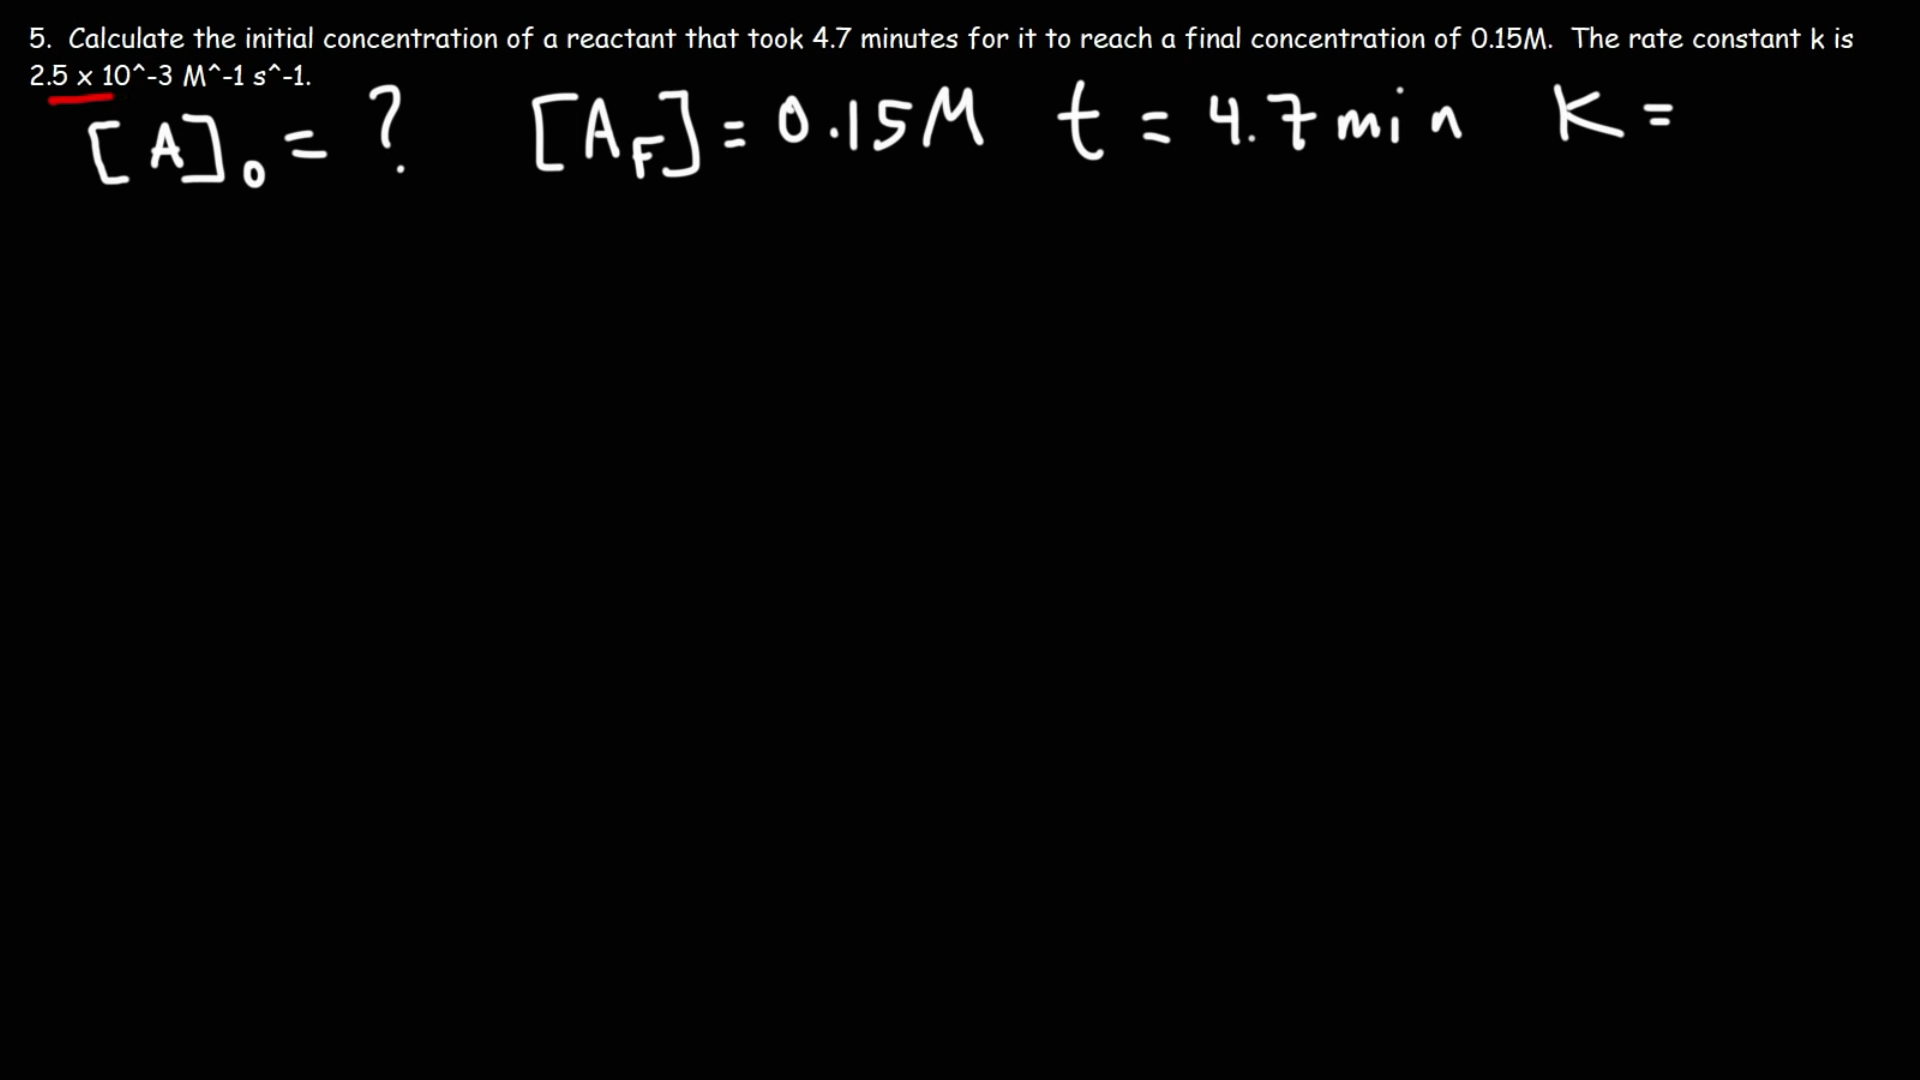 5. Calculate the initial concentration of a reactant that took 4.7 minutes for it to reach a final concentration of 0.15M. The rate constant k is
2.5 x 10^-3 M^-1 s^-1.
[A]₀ = ? [A_F] = 0.15M t = 4.7 min K =